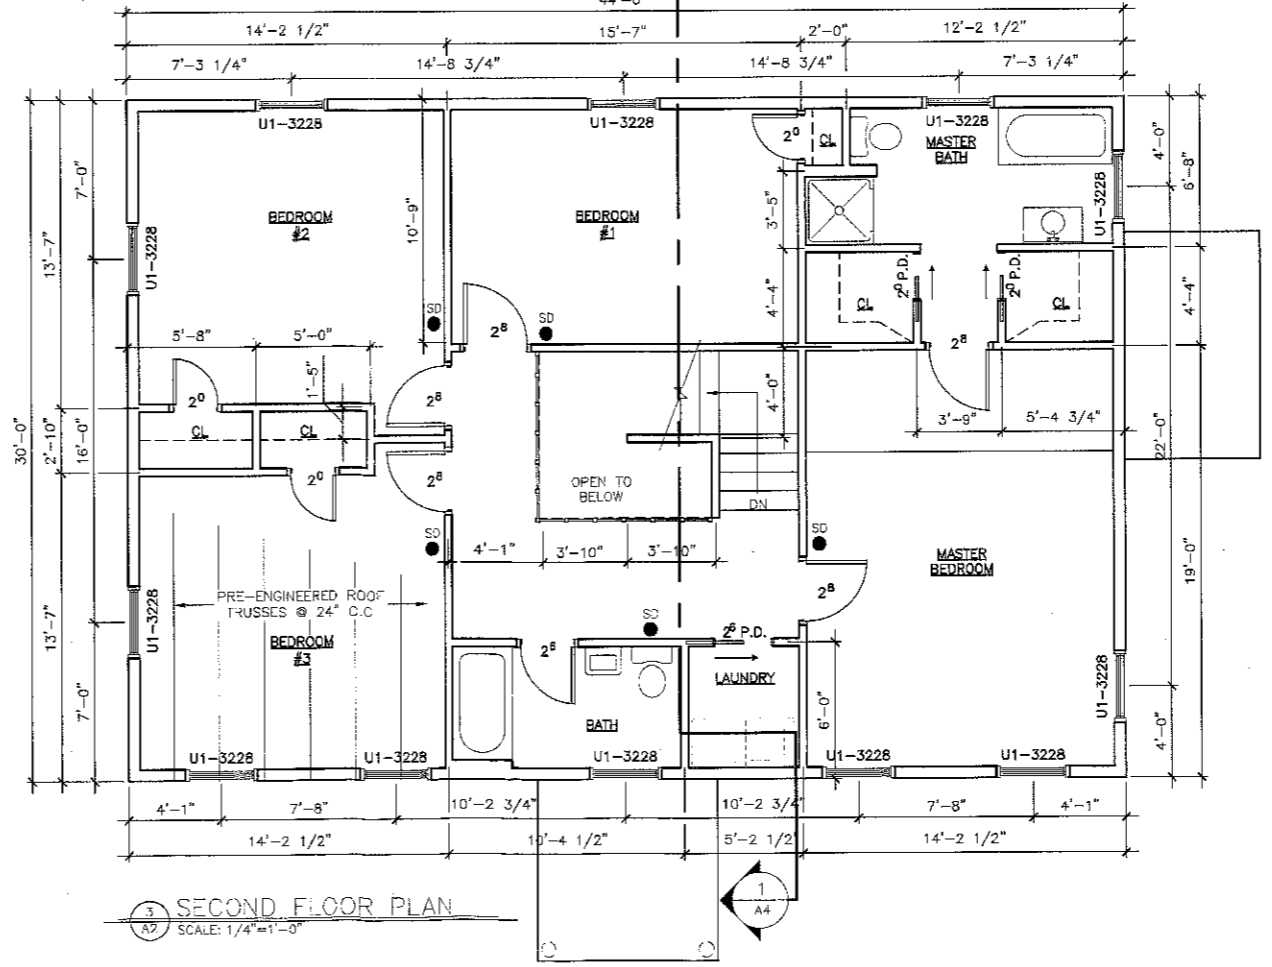 14'-2 1/2" 15'-7" 2'-0" 12'-2 1/2"
7'-3 1/4" 14'-8 3/4" 14'-8 3/4" 7'-3 1/4"
U1-3228 U1-3228 U1-3228
2⁰ CL
MASTER
BATH
4'-0"
6'-8"
7'-0"
U1-3228
BEDROOM
#2
10'-9"
BEDROOM
#1
3'-5"
13'-7"
U1-3228
2⁰ P.D. 2⁰ P.D.
CL CL
4'-4" 4'-4"
SD SD
5'-8" 5'-0"
2⁸ 2⁸
1'-5"
2⁰ 2⁸
4'-0"
3'-9" 5'-4 3/4"
CL CL
30'-0" 2'-10" 16'-0"
22'-0"
2⁰ 2⁸
OPEN TO
BELOW
DN
SD SD
4'-1" 3'-10" 3'-10"
MASTER
BEDROOM
19'-0"
PRE-ENGINEERED ROOF
TRUSSES @ 24" C.C
2⁸
SD
U1-3228
13'-7"
BEDROOM
#3
2⁶ P.D.
LAUNDRY
BATH
6'-0"
U1-3228
7'-0"
4'-0"
U1-3228 U1-3228 U1-3228 U1-3228 U1-3228
4'-1" 7'-8" 10'-2 3/4" 10'-2 3/4" 7'-8" 4'-1"
14'-2 1/2" 10'-4 1/2" 5'-2 1/2" 14'-2 1/2"
3
SECOND FLOOR PLAN
SCALE: 1/4"=1'-0"
1
A4